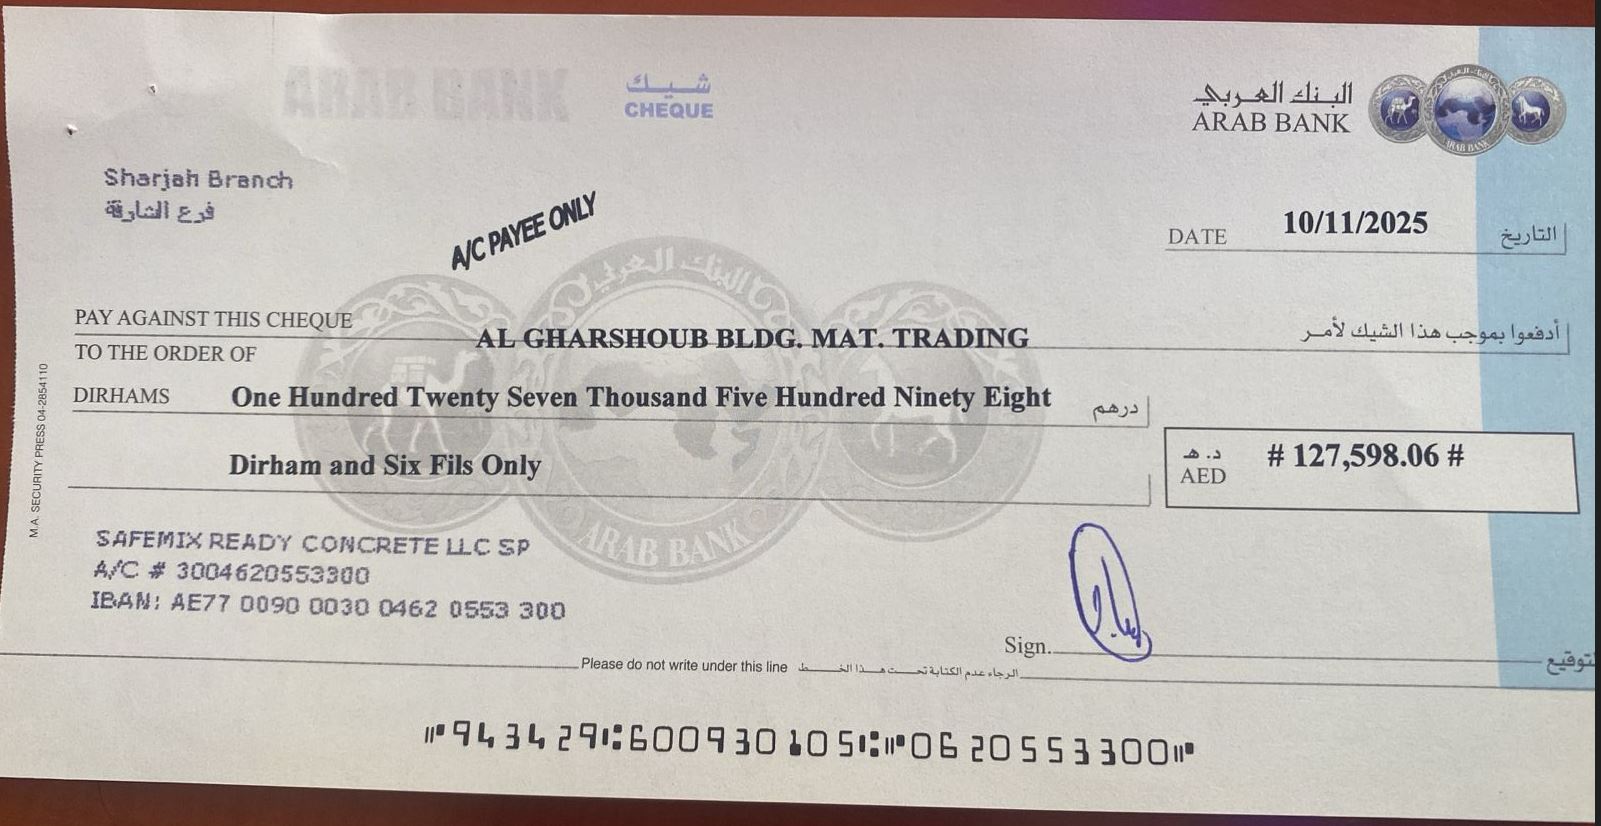 شيك
CHEQUE
البنك العربي
ARAB BANK
Sharjah Branch
فرع الشارقة
A/C PAYEE ONLY
DATE 10/11/2025 التاريخ
PAY AGAINST THIS CHEQUE
TO THE ORDER OF
AL GHARSHOUB BLDG. MAT. TRADING أدفعوا بموجب هذا الشيك لأمر
DIRHAMS One Hundred Twenty Seven Thousand Five Hundred Ninety Eight درهم
Dirham and Six Fils Only
د.هـ
AED # 127,598.06 #
البنك العربي
ARAB BANK
M.A. SECURITY PRESS 04-2854110
SAFEMIX READY CONCRETE LLC SP
A/C # 3004620553300
IBAN: AE77 0090 0030 0462 0553 300
Sign. التوقيع
Please do not write under this line الرجاء عدم الكتابة تحت هذا الخط
⑈943429⑆600930105⑆⑈0620553300⑈